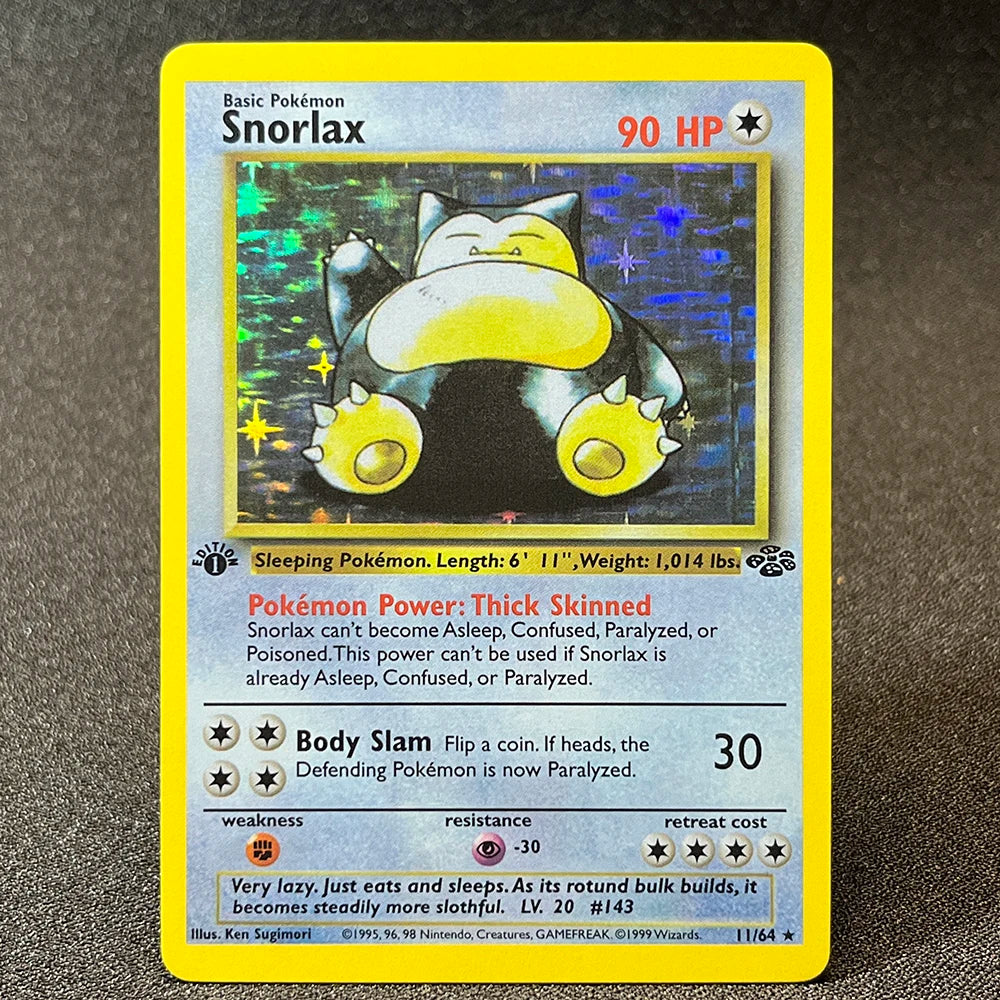 Basic Pokémon
Snorlax
90 HP
EDITION
1
Sleeping Pokémon. Length: 6' 11", Weight: 1,014 lbs.
Pokémon Power: Thick Skinned
Snorlax can't become Asleep, Confused, Paralyzed, or
Poisoned. This power can't be used if Snorlax is
already Asleep, Confused, or Paralyzed.
Body Slam Flip a coin. If heads, the
Defending Pokémon is now Paralyzed.
30
weakness
resistance
retreat cost
-30
Very lazy. Just eats and sleeps. As its rotund bulk builds, it
becomes steadily more slothful. LV. 20 #143
Illus. Ken Sugimori
©1995, 96, 98 Nintendo, Creatures, GAMEFREAK. ©1999 Wizards.
11/64 ★